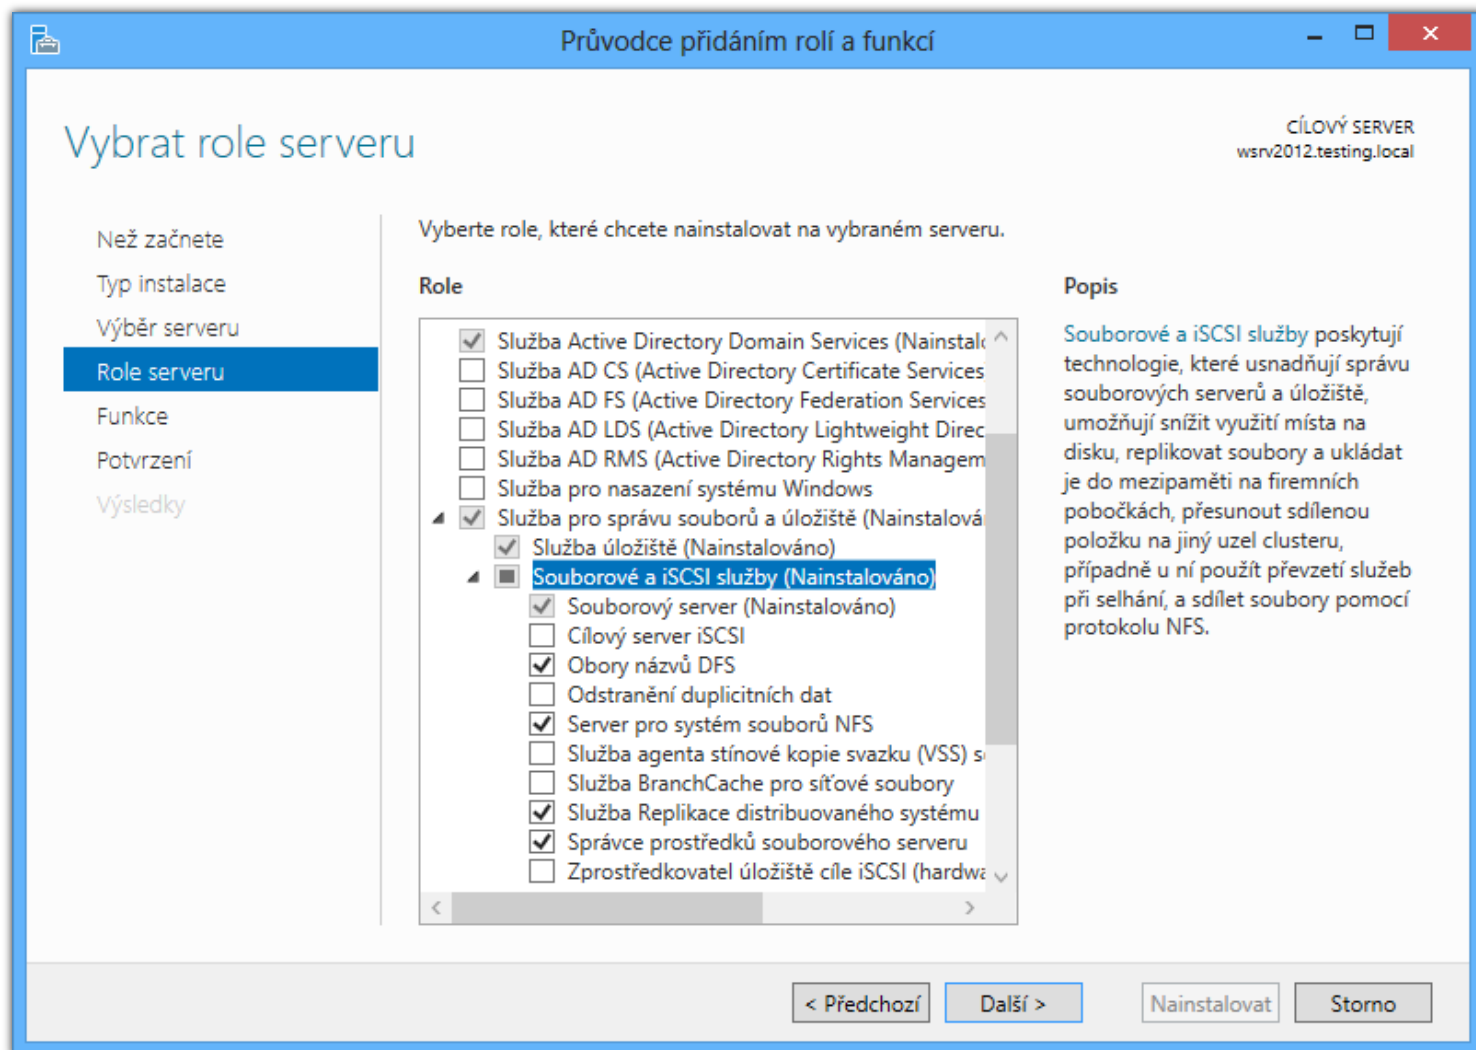 Průvodce přidáním rolí a funkcí
Vybrat role serveru
CÍLOVÝ SERVER
wsrv2012.testing.local
Než začnete
Typ instalace
Výběr serveru
Role serveru
Funkce
Potvrzení
Výsledky
Vyberte role, které chcete nainstalovat na vybraném serveru.
Role
Služba Active Directory Domain Services (Nainstalo
Služba AD CS (Active Directory Certificate Services)
Služba AD FS (Active Directory Federation Services
Služba AD LDS (Active Directory Lightweight Direc
Služba AD RMS (Active Directory Rights Managem
Služba pro nasazení systému Windows
Služba pro správu souborů a úložiště (Nainstalová
Služba úložiště (Nainstalováno)
Souborové a iSCSI služby (Nainstalováno)
Souborový server (Nainstalováno)
Cílový server iSCSI
Obory názvů DFS
Odstranění duplicitních dat
Server pro systém souborů NFS
Služba agenta stínové kopie svazku (VSS) s
Služba BranchCache pro síťové soubory
Služba Replikace distribuovaného systému
Správce prostředků souborového serveru
Zprostředkovatel úložiště cíle iSCSI (hardwa
Popis
Souborové a iSCSI služby poskytují
technologie, které usnadňují správu
souborových serverů a úložiště,
umožňují snížit využití místa na
disku, replikovat soubory a ukládat
je do mezipaměti na firemních
pobočkách, přesunout sdílenou
položku na jiný uzel clusteru,
případně u ní použít převzetí služeb
při selhání, a sdílet soubory pomocí
protokolu NFS.
< Předchozí
Další >
Nainstalovat
Storno